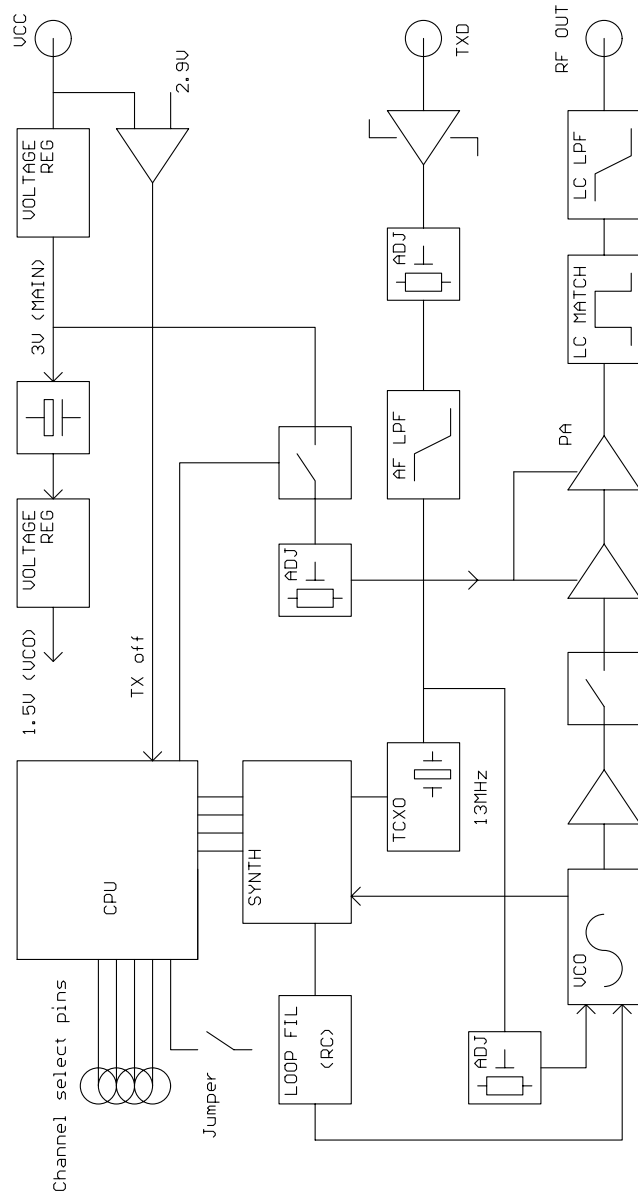 Channel select pins
Jumper
CPU
TX off
1.5V (VCO)
VOLTAGE
REG
3V (MAIN)
VOLTAGE
REG
VCC
2.9V
LOOP FIL
(RC)
SYNTH
ADJ
TCXO
13MHz
AF LPF
ADJ
TXD
ADJ
VCO
PA
LC MATCH
LC LPF
RF OUT